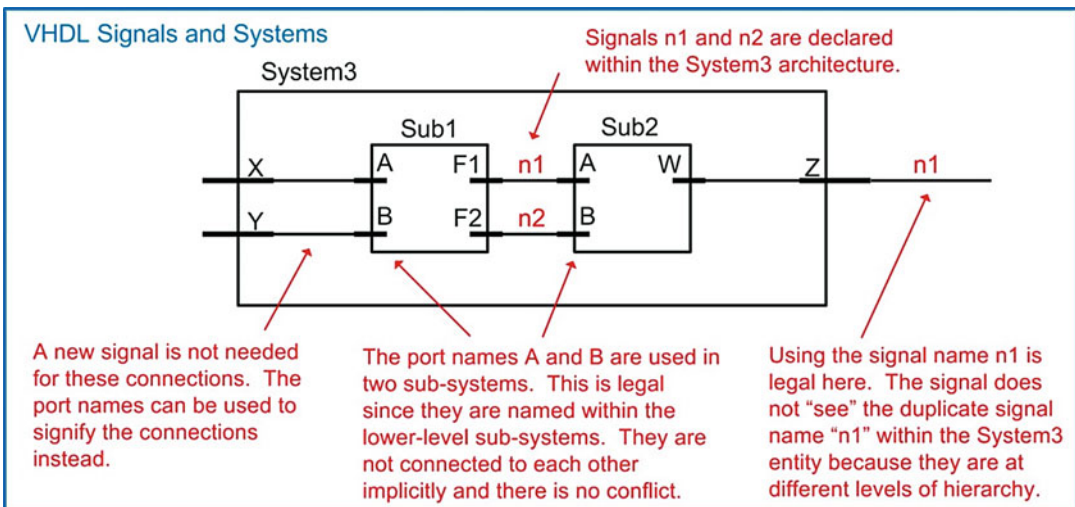 VHDL Signals and Systems
Signals n1 and n2 are declared
within the System3 architecture.
System3
Sub1
Sub2
X
A
F1
n1
A
W
Z
n1
Y
B
F2
n2
B
A new signal is not needed
for these connections.  The
port names can be used to
signify the connections
instead.
The port names A and B are used in
two sub-systems.  This is legal
since they are named within the
lower-level sub-systems.  They are
not connected to each other
implicitly and there is no conflict.
Using the signal name n1 is
legal here.  The signal does
not “see” the duplicate signal
name “n1” within the System3
entity because they are at
different levels of hierarchy.